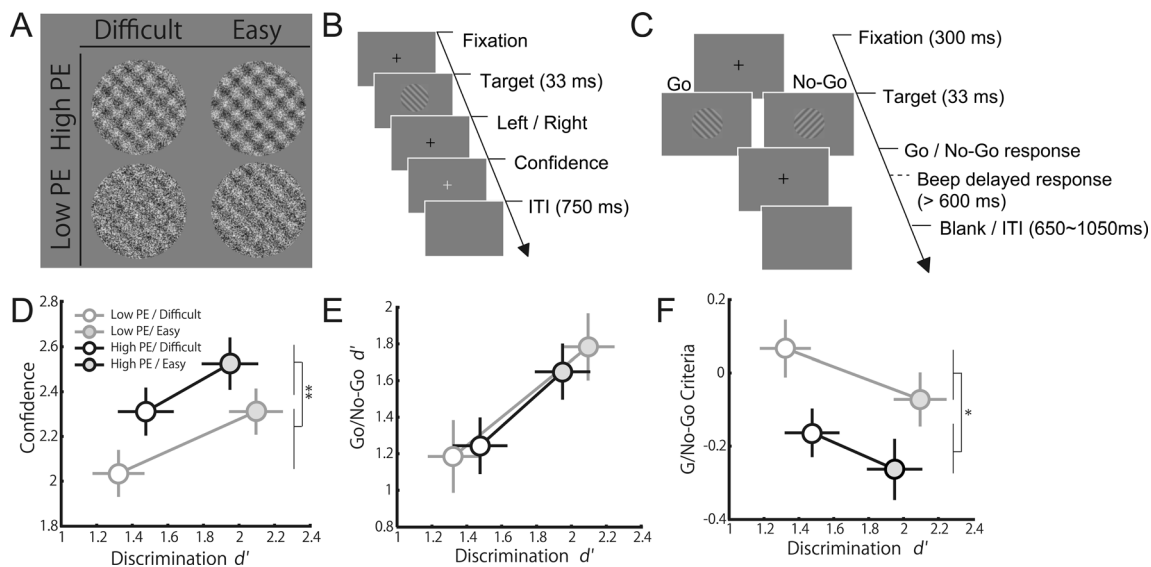 A
Difficult Easy
High PE
Low PE
B
Fixation
Target (33 ms)
Left / Right
Confidence
ITI (750 ms)
C
Fixation (300 ms)
Go
No-Go
Target (33 ms)
Go / No-Go response
Beep delayed response
(> 600 ms)
Blank / ITI (650~1050ms)
D
2.8
2.6
2.4
2.2
2
1.8
Confidence
Low PE / Difficult
Low PE/ Easy
High PE/ Difficult
High PE / Easy
**
1 1.2 1.4 1.6 1.8 2 2.2 2.4
Discrimination d'
E
2
1.8
1.6
1.4
1.2
1
0.8
Go/No-Go d'
1 1.2 1.4 1.6 1.8 2 2.2 2.4
Discrimination d'
F
0.2
0
-0.2
-0.4
G/No-Go Criteria
*
1 1.2 1.4 1.6 1.8 2 2.2 2.4
Discrimination d'